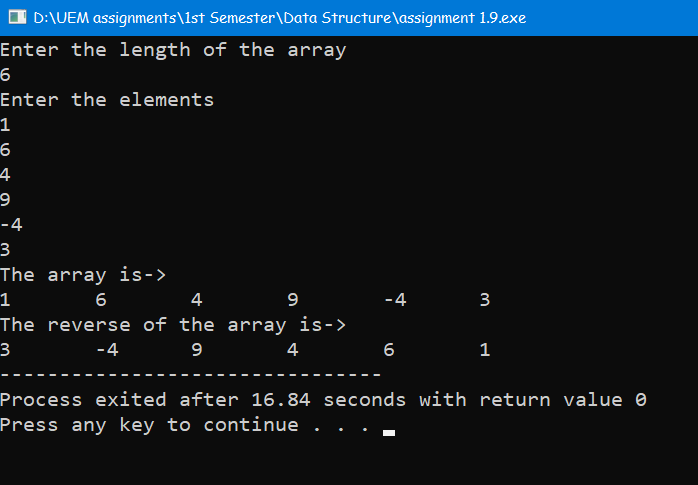 D:\UEM assignments\1st Semester\Data Structure\assignment 1.9.exe
Enter the length of the array
6
Enter the elements
1
6
4
9
-4
3
The array is->
1 6 4 9 -4 3
The reverse of the array is->
3 -4 9 4 6 1
--------------------------------
Process exited after 16.84 seconds with return value 0
Press any key to continue . . .